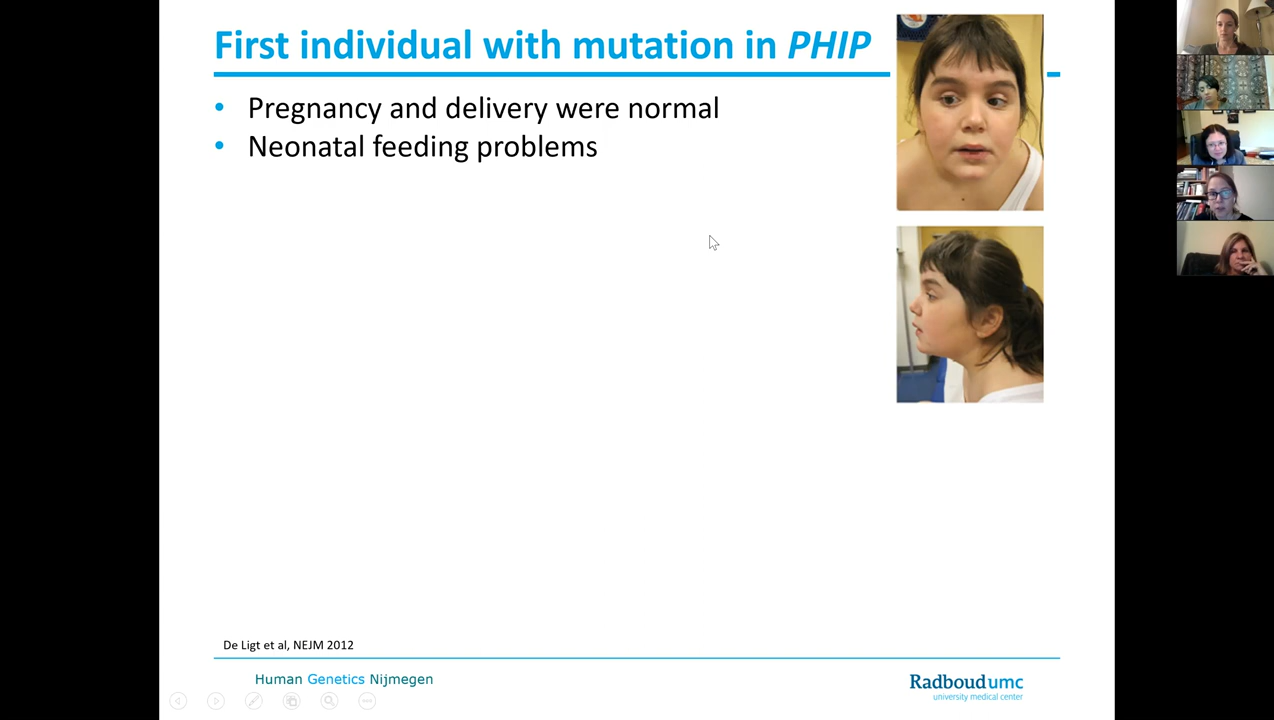 First individual with mutation in PHIP
• Pregnancy and delivery were normal
• Neonatal feeding problems
De Ligt et al, NEJM 2012
Human Genetics Nijmegen
Radboudumc
university medical center